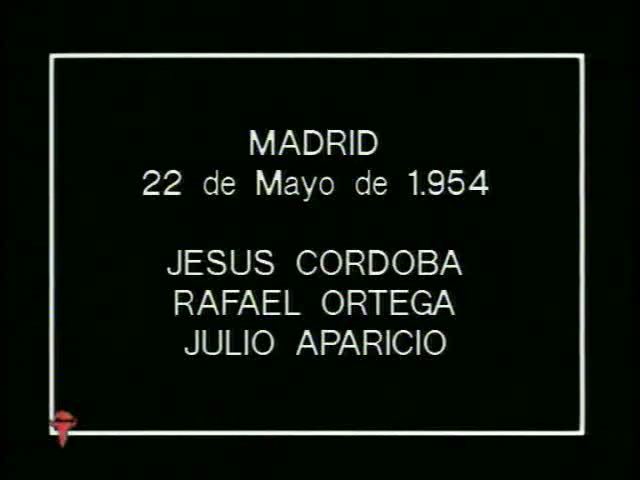 MADRID
22 de Mayo de 1.954
JESUS CORDOBA
RAFAEL ORTEGA
JULIO APARICIO